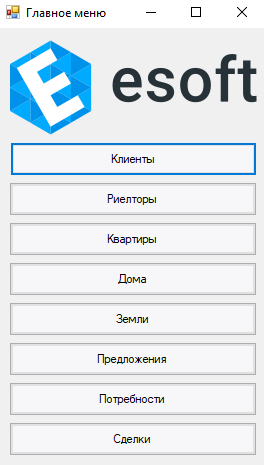 Главное меню
esoft
Клиенты
Риелторы
Квартиры
Дома
Земли
Предложения
Потребности
Сделки